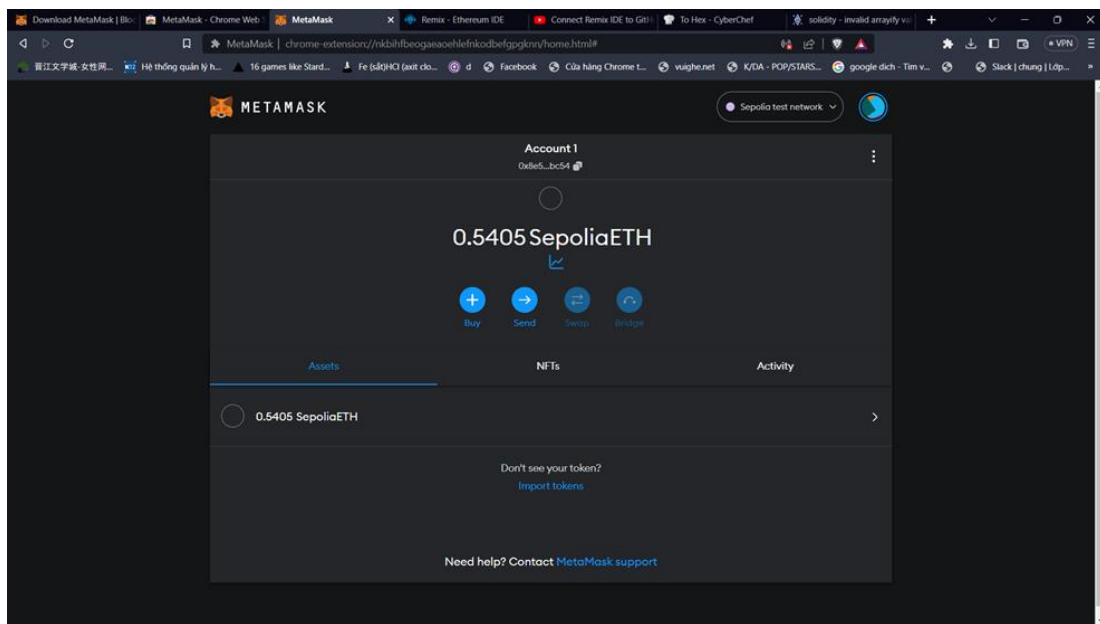 Download MetaMask | Bloc
MetaMask - Chrome Web S
MetaMask
Remix - Ethereum IDE
Connect Remix IDE to GitH
To Hex - CyberChef
solidity - invalid arrayify va
MetaMask | chrome-extension://nkbihfbeogaeaoehlefnkodbefgpgknn/home.html#
VPN
晋江文学城-女性网...
Hệ thống quản lý h...
16 games like Stard...
Fe (sắt)HCl (axit clo...
d
Facebook
Cửa hàng Chrome t...
vuighe.net
K/DA - POP/STARS...
google dich - Tìm v...
Slack | chung | Lớp...
METAMASK
Sepolia test network
Account 1
0x8e5...bc54
0.5405 SepoliaETH
Buy
Send
Swap
Bridge
Assets
NFTs
Activity
0.5405 SepoliaETH
Don't see your token?
Import tokens
Need help? Contact MetaMask support